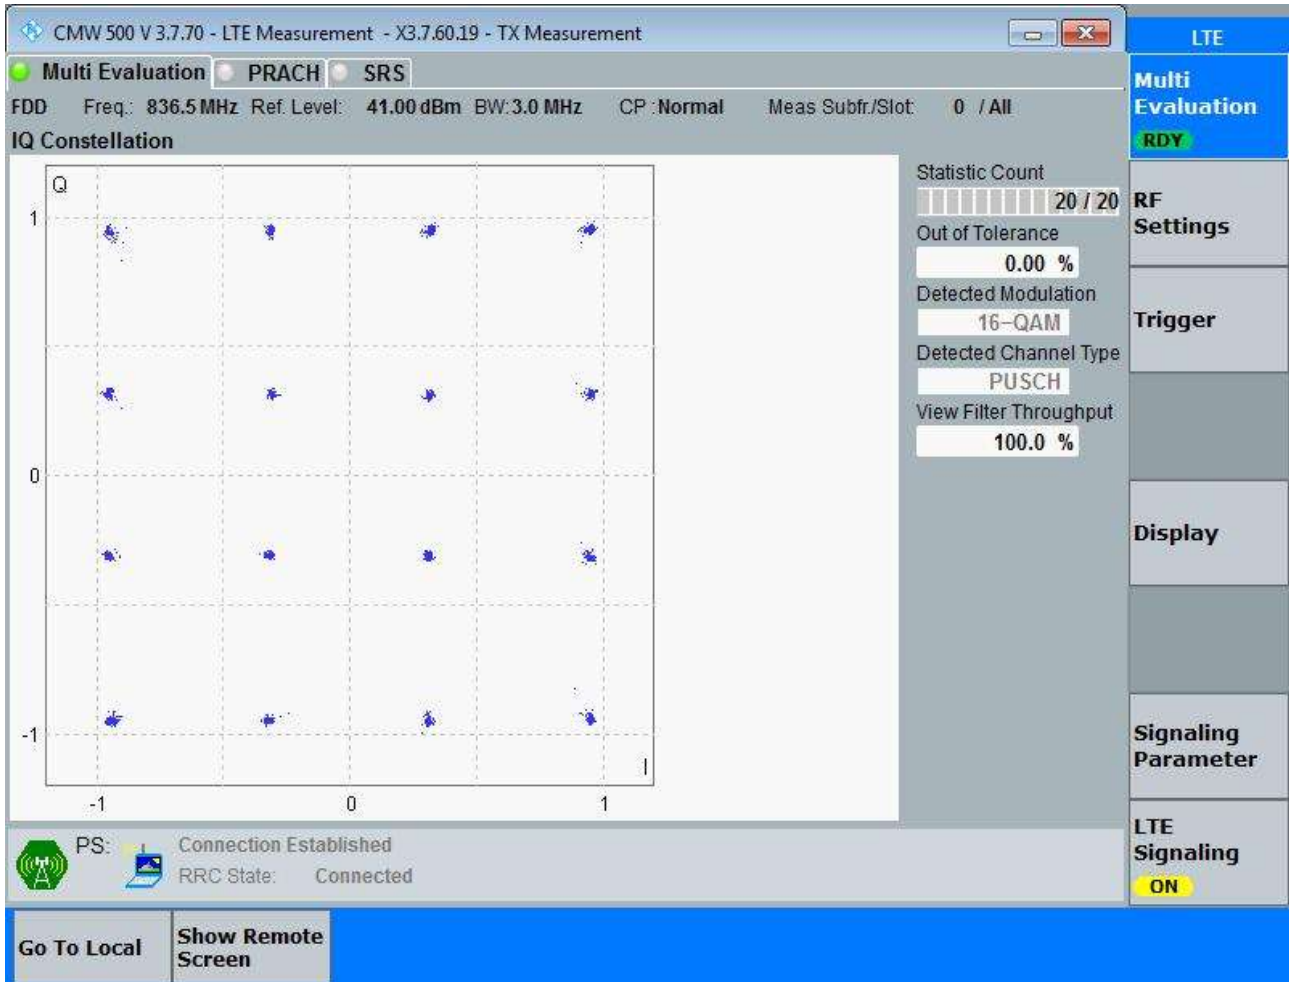 CMW 500 V 3.7.70 - LTE Measurement - X3.7.60.19 - TX Measurement
LTE
Multi Evaluation PRACH SRS
FDD Freq.: 836.5 MHz Ref. Level: 41.00 dBm BW: 3.0 MHz CP : Normal Meas Subfr./Slot: 0 / All
IQ Constellation
Q
1
0
-1
I
-1 0 1
Statistic Count
20 / 20
Out of Tolerance
0.00 %
Detected Modulation
16-QAM
Detected Channel Type
PUSCH
View Filter Throughput
100.0 %
Multi
Evaluation
RDY
RF
Settings
Trigger
Display
Signaling
Parameter
LTE
Signaling
ON
PS: Connection Established
RRC State: Connected
Go To Local
Show Remote
Screen